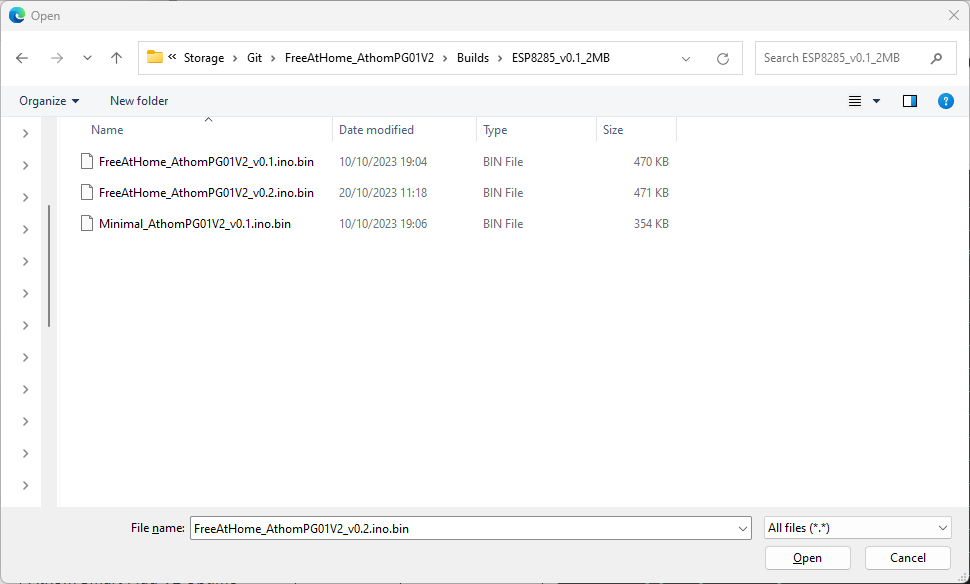 Open
« Storage > Git > FreeAtHome_AthomPG01V2 > Builds > ESP8285_v0.1_2MB
Search ESP8285_v0.1_2MB
Organize New folder ?
Name Date modified Type Size
FreeAtHome_AthomPG01V2_v0.1.ino.bin 10/10/2023 19:04 BIN File 470 KB
FreeAtHome_AthomPG01V2_v0.2.ino.bin 20/10/2023 11:18 BIN File 471 KB
Minimal_AthomPG01V2_v0.1.ino.bin 10/10/2023 19:06 BIN File 354 KB
File name: FreeAtHome_AthomPG01V2_v0.2.ino.bin All files (*.*)
Open Cancel